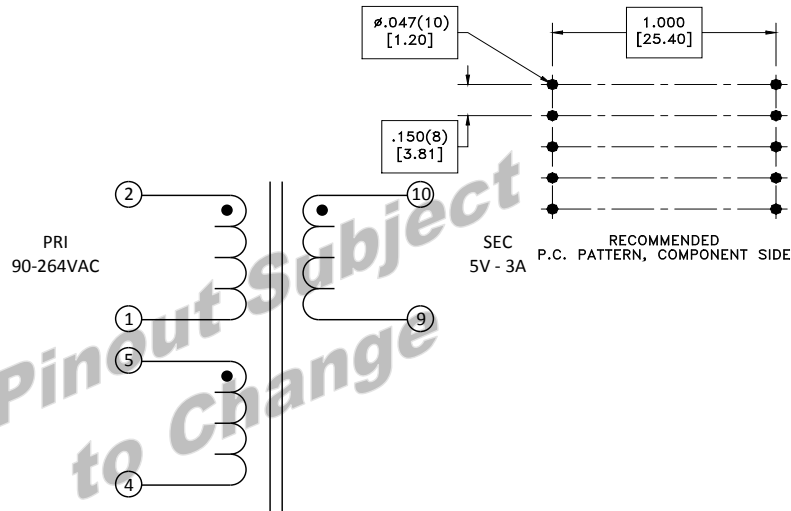 ø.047(10)
[1.20]
1.000
[25.40]
.150(8)
[3.81]
RECOMMENDED
P.C. PATTERN, COMPONENT SIDE
2
10
PRI
90-264VAC
SEC
5V - 3A
1
9
5
4
Pinout Subject
to Change